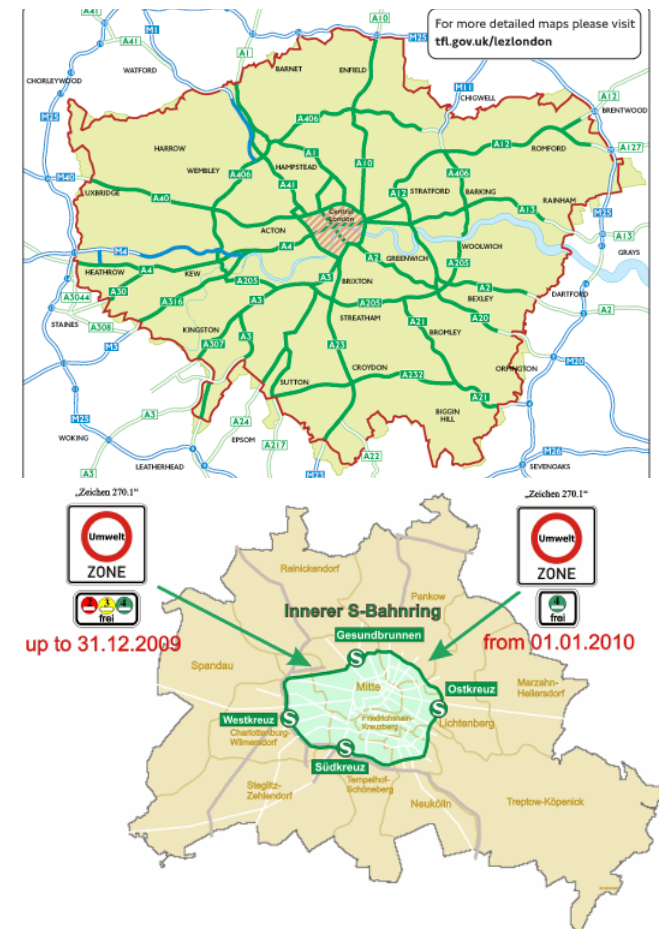 For more detailed maps please visit
tfl.gov.uk/lezlondon
A41
A41
M1
A10
M25
A1
WATFORD
BARNET
ENFIELD
CHORLEYWOOD
M11
CHIGWELL
A12
BRENTWOOD
M25
A406
HARROW
A1
A10
A12
ROMFORD
A127
WEMBLEY
A406
HAMPSTEAD
A406
M40
A41
A12
STRATFORD
BARKING
UXBRIDGE
A40
RAINHAM
A13
M25
Central
London
ACTON
A4
WOOLWICH
A13
M4
GREENWICH
A205
GRAYS
HEATHROW
A4
KEW
A3
A2
A30
A205
BRIXTON
A2
A3044
A316
A3
A205
BEXLEY
DARTFORD
STAINES
A308
STREATHAM
A21
A20
A2
M3
KINGSTON
A3
A23
BROMLEY
A307
M20
CROYDON
ORPINGTON
SUTTON
A232
A21
M25
A3
A24
BIGGIN
HILL
WOKING
EPSOM
A217
A22
M26
A3
LEATHERHEAD
M23
SEVENOAKS
„Zeichen 270.1“
„Zeichen 270.1“
Umwelt
ZONE
Umwelt
ZONE
2 3 4
frei
4
frei
up to 31.12.2009
from 01.01.2010
Reinickendorf
Pankow
Innerer S-Bahnring
Gesundbrunnen
S
Spandau
Mitte
Ostkreuz
Marzahn-
Hellersdorf
Westkreuz
S
S
Friedrichshain-
Kreuzberg
Lichtenberg
Charlottenburg-
Wilmersdorf
S
Südkreuz
Steglitz-
Zehlendorf
Tempelhof-
Schöneberg
Neukölln
Treptow-Köpenick